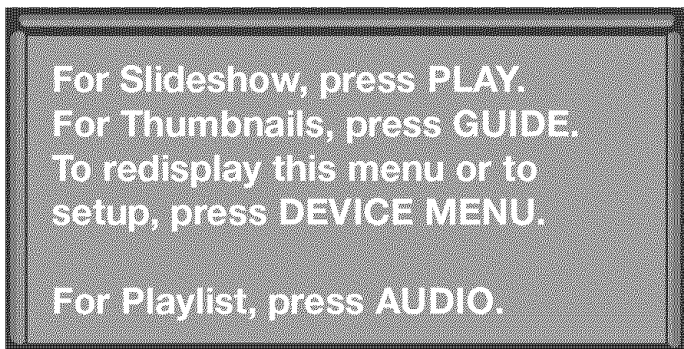 For Slideshow, press PLAY.
For Thumbnails, press GUIDE.
To redisplay this menu or to
setup, press DEVICE MENU.
For Playlist, press AUDIO.